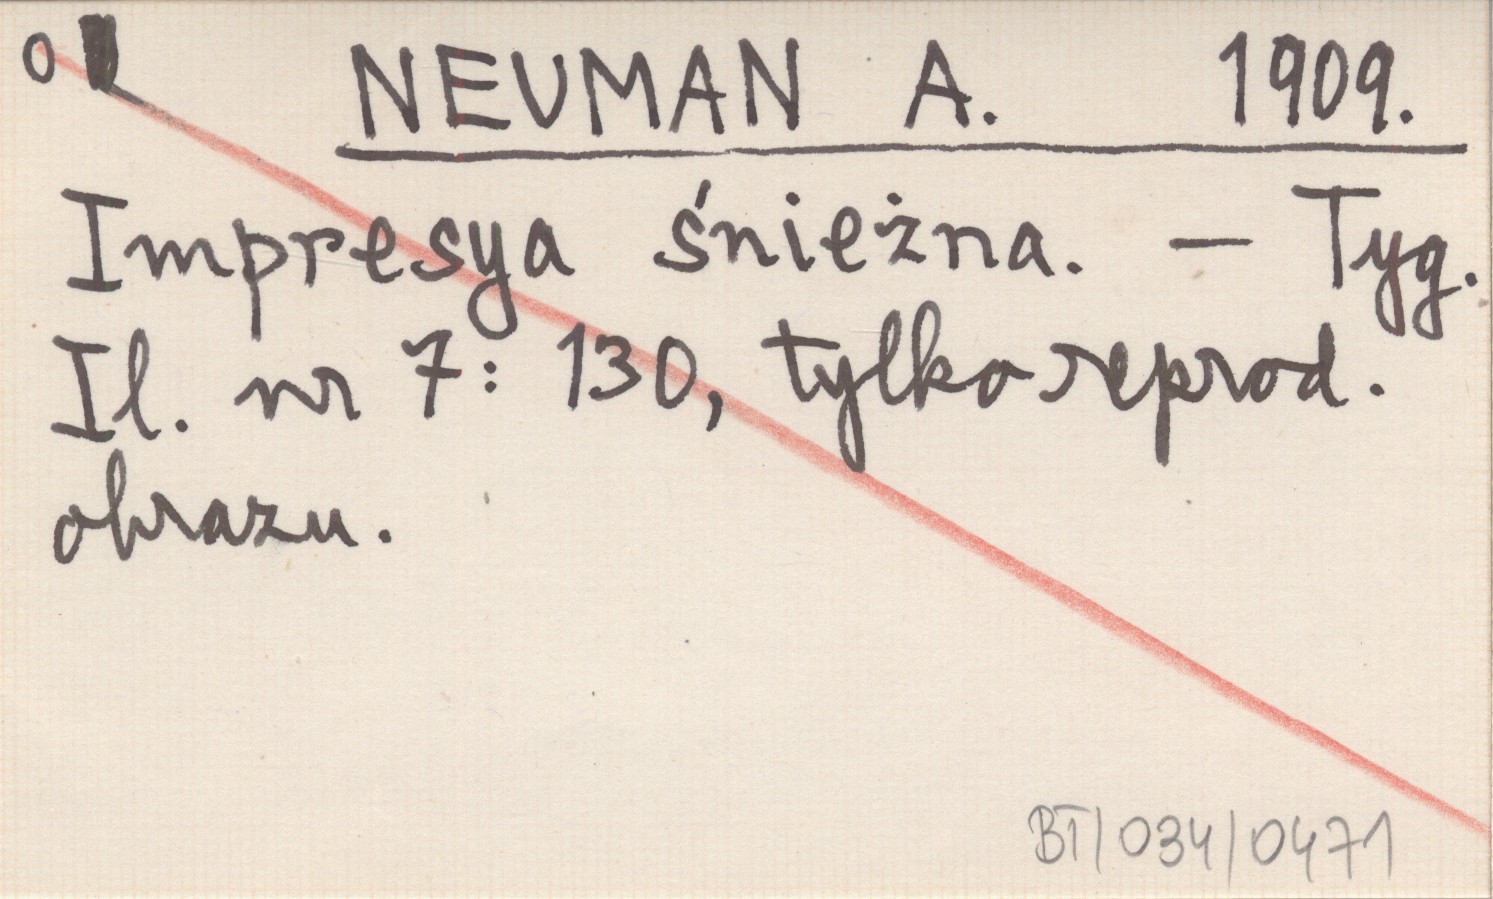 o
NEUMAN A. 1909.
Impresya śnieżna. — Tyg.
Il. nr 7: 130, tylko reprod.
obrazu.
BT/034/0471